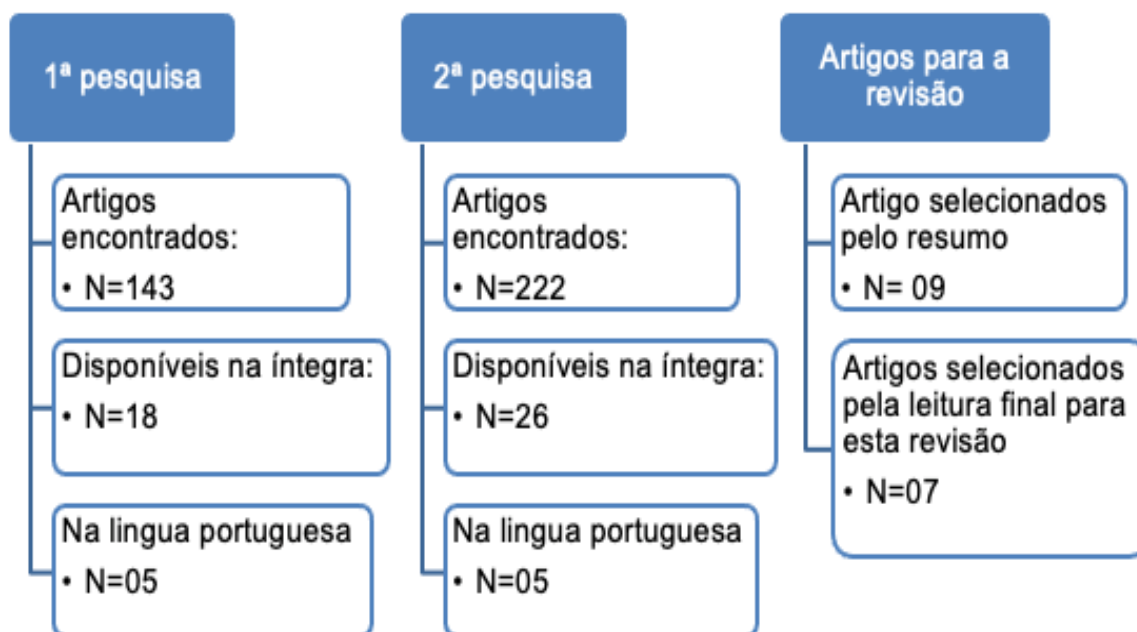 1ª pesquisa
Artigos
encontrados:
• N=143
Disponíveis na íntegra:
• N=18
Na lingua portuguesa
• N=05
2ª pesquisa
Artigos
encontrados:
• N=222
Disponíveis na íntegra:
• N=26
Na lingua portuguesa
• N=05
Artigos para a
revisão
Artigo selecionados
pelo resumo
• N= 09
Artigos selecionados
pela leitura final para
esta revisão
• N=07